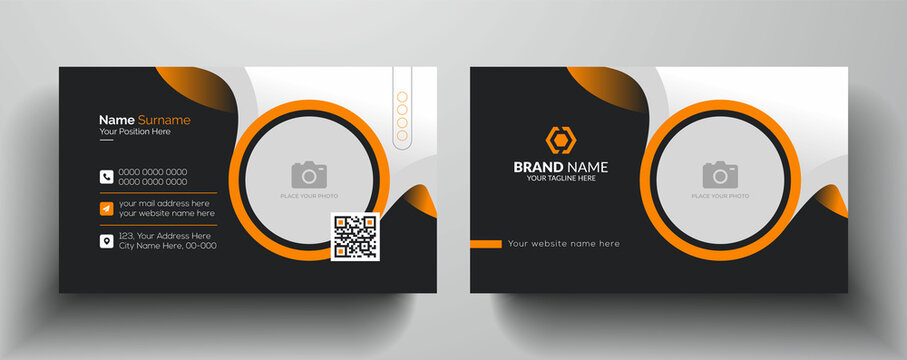 Name Surname
Your Position Here
0000 0000 0000
0000 0000 0000
your mail address here
your website name here
123, Your Street Here
City Name Here, 00-000
PLACE YOUR PHOTO
BRAND NAME
YOUR TAGLINE HERE
Your website name here
PLACE YOUR PHOTO